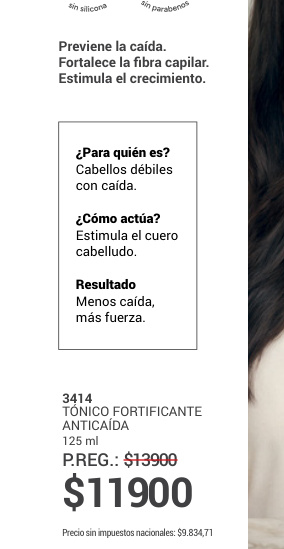 sin silicona
sin parabenos
Previene la caída.
Fortalece la fibra capilar.
Estimula el crecimiento.
¿Para quién es?
Cabellos débiles
con caída.
¿Cómo actúa?
Estimula el cuero
cabelludo.
Resultado
Menos caída,
más fuerza.
3414
TÓNICO FORTIFICANTE
ANTICAÍDA
125 ml
P.REG.: $13900
$11900
Precio sin impuestos nacionales: $9.834,71